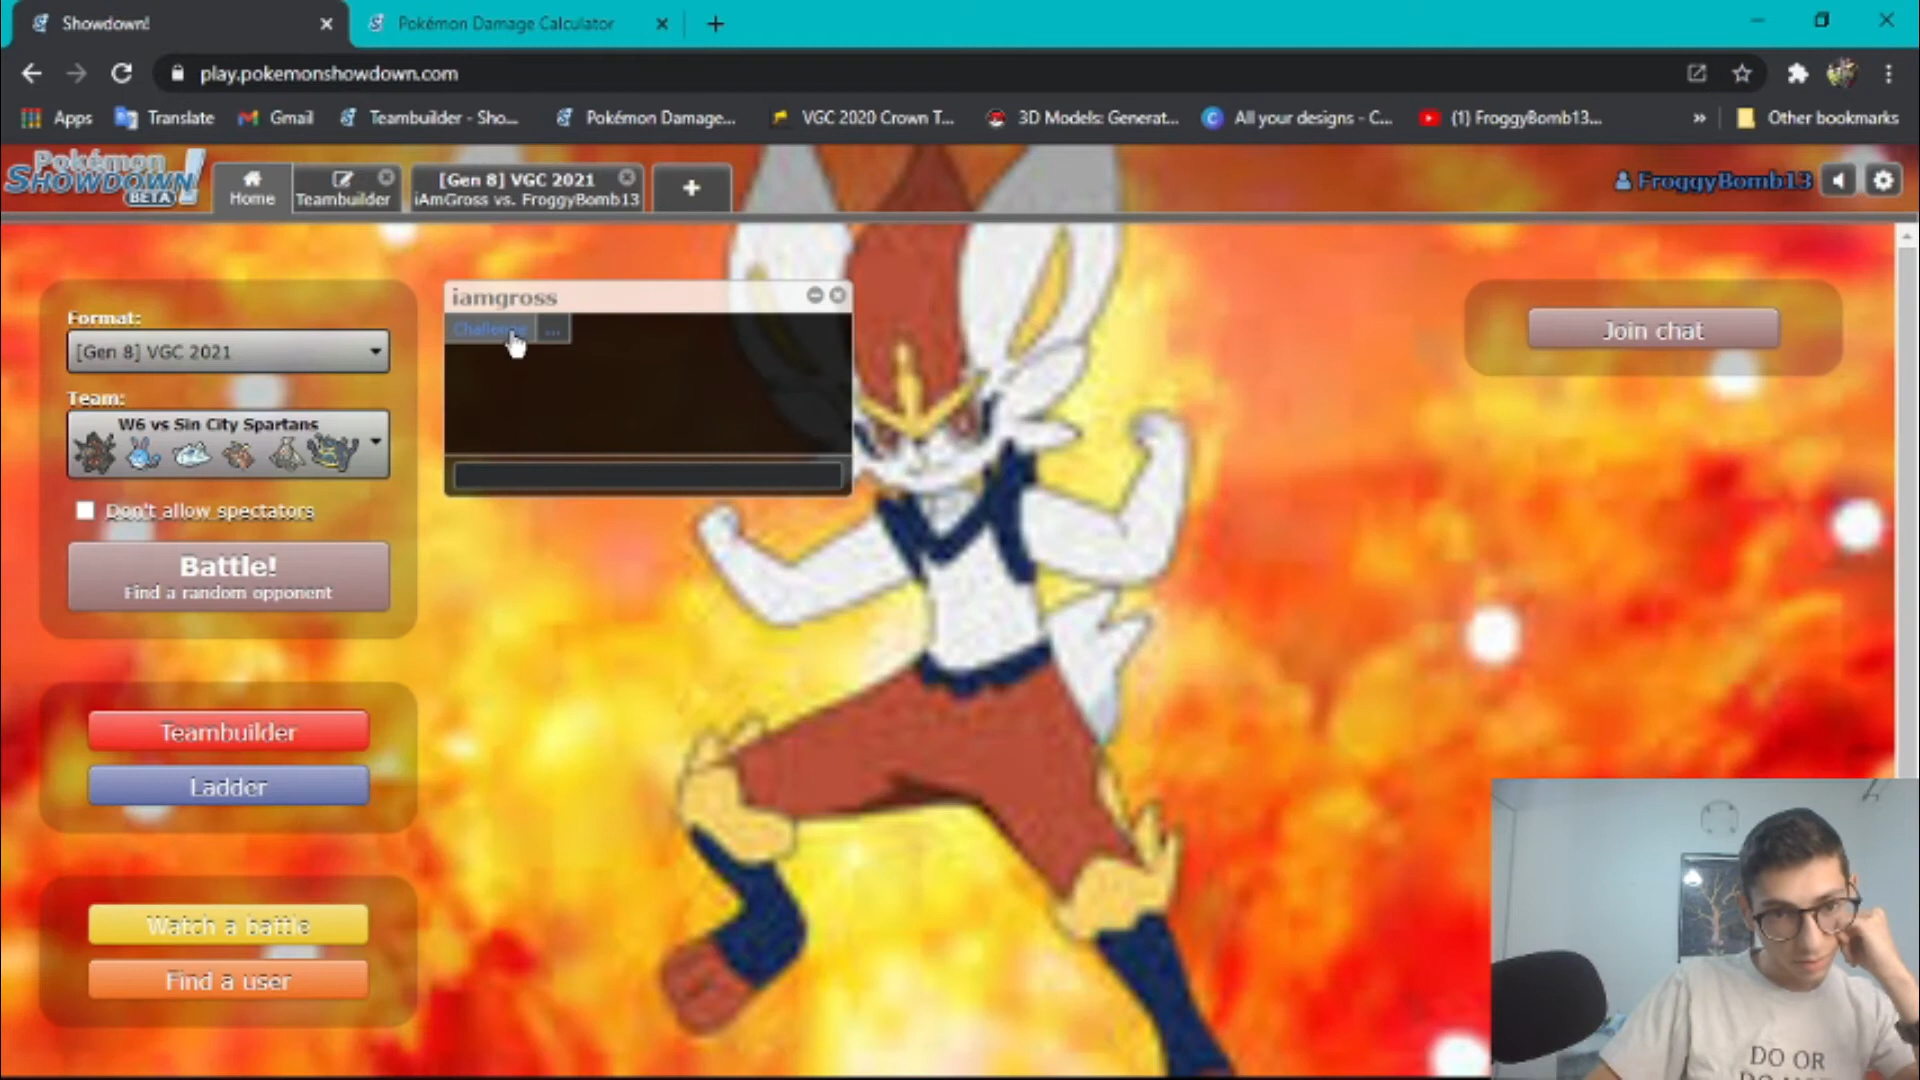 Showdown!
Pokémon Damage Calculator
play.pokemonshowdown.com
Apps
Translate
Gmail
Teambuilder - Sho...
Pokémon Damage...
VGC 2020 Crown T...
3D Models: Generat...
All your designs - C...
(1) FroggyBomb13...
»
Other bookmarks
Pokémon
SHOWDOWN!
BETA
Home
Teambuilder
[Gen 8] VGC 2021
iAmGross vs. FroggyBomb13
FroggyBomb13
Format:
[Gen 8] VGC 2021
Team:
W6 vs Sin City Spartans
Don't allow spectators
Battle!
Find a random opponent
iamgross
Challenge
...
Join chat
Teambuilder
Ladder
Watch a battle
Find a user
DO OR